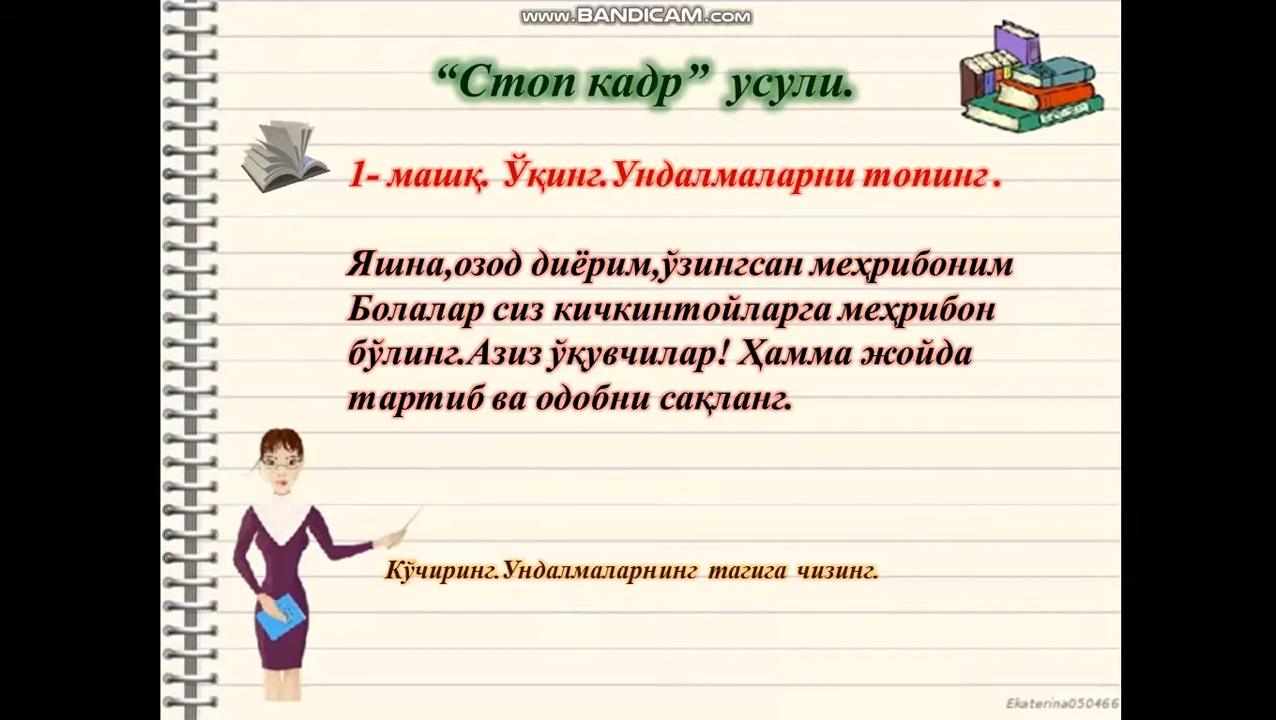 www.BANDICAM.com
“Стоп кадр” усули.
1- машқ. Ўқинг.Ундалмаларни топинг .
Яшна,озод диёрим,ўзингсан меҳрибоним
Болалар сиз кичкинтойларга меҳрибон
бўлинг.Азиз ўқувчилар! Ҳамма жойда
тартиб ва одобни сақланг.
Кўчиринг.Ундалмаларнинг тагига чизинг.
Ekaterina050466